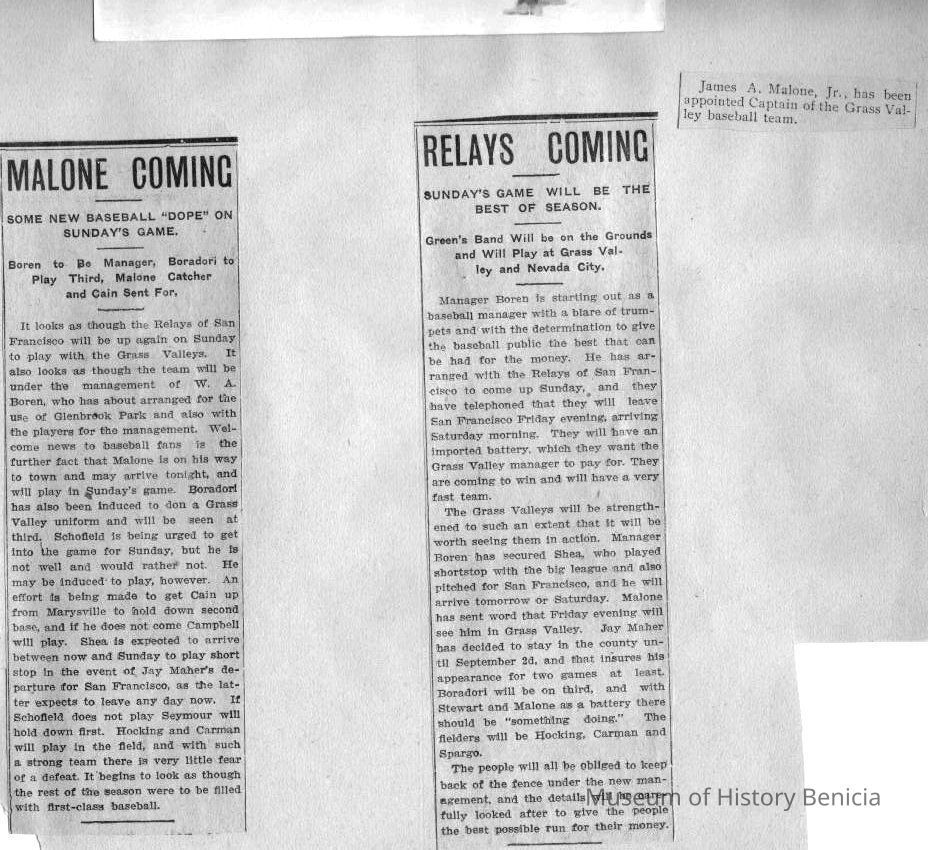 MALONE COMING
SOME NEW BASEBALL "DOPE" ON
SUNDAY'S GAME.
Boren to Be Manager, Boradori to
Play Third, Malone Catcher
and Cain Sent For.
It looks as though the Relays of San
Francisco will be up again on Sunday
to play with the Grass Valleys. It
also looks as though the team will be
under the management of W. A.
Boren, who has about arranged for the
use of Glenbrook Park and also with
the players for the management. Wel-
come news to baseball fans is the
further fact that Malone is on his way
to town and may arrive tonight, and
will play in Sunday's game. Boradori
has also been induced to don a Grass
Valley uniform and will be seen at
third. Schofield is being urged to get
into the game for Sunday, but he is
not well and would rather not. He
may be induced to play, however. An
effort is being made to get Cain up
from Marysville to hold down second
base, and if he does not come Campbell
will play. Shea is expected to arrive
between now and Sunday to play short
stop in the event of Jay Maher's de-
parture for San Francisco, as the lat-
ter expects to leave any day now. If
Schofield does not play Seymour will
hold down first. Hocking and Carman
will play in the field, and with such
a strong team there is very little fear
of a defeat. It begins to look as though
the rest of the season were to be filled
with first-class baseball.
RELAYS COMING
SUNDAY'S GAME WILL BE THE
BEST OF SEASON.
Green's Band Will be on the Grounds
and Will Play at Grass Val-
ley and Nevada City.
Manager Boren is starting out as a
baseball manager with a blare of trum-
pets and with the determination to give
the baseball public the best that can
be had for the money. He has ar-
ranged with the Relays of San Fran-
cisco to come up Sunday, and they
have telephoned that they will leave
San Francisco Friday evening, arriving
Saturday morning. They will have an
imported battery, which they want the
Grass Valley manager to pay for. They
are coming to win and will have a very
fast team.
The Grass Valleys will be strength-
ened to such an extent that it will be
worth seeing them in action. Manager
Boren has secured Shea, who played
shortstop with the big league and also
pitched for San Francisco, and he will
arrive tomorrow or Saturday. Malone
has sent word that Friday evening will
see him in Grass Valley. Jay Maher
has decided to stay in the county un-
til September 2d, and that insures his
appearance for two games at least.
Boradori will be on third, and with
Stewart and Malone as a battery there
should be "something doing." The
fielders will be Hocking, Carman and
Spargo.
The people will all be obliged to keep
back of the fence under the new man-
agement, and the details will be care-
fully looked after to give the people
the best possible run for their money.
James A. Malone, Jr., has been
appointed Captain of the Grass Val-
ley baseball team.
Museum of History Benicia